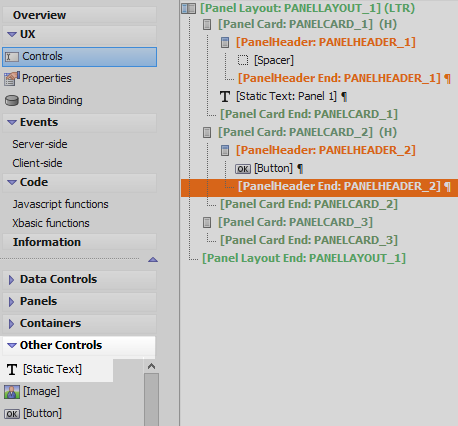 Overview
UX
Controls
Properties
Data Binding
Events
Server-side
Client-side
Code
Javascript functions
Xbasic functions
Information
Data Controls
Panels
Containers
Other Controls
T [Static Text]
[Image]
OK [Button]
[Panel Layout: PANELLAYOUT_1] (LTR)
[Panel Card: PANELCARD_1] (H)
[PanelHeader: PANELHEADER_1]
[Spacer]
[PanelHeader End: PANELHEADER_1] ¶
T [Static Text: Panel 1] ¶
[Panel Card End: PANELCARD_1]
[Panel Card: PANELCARD_2] (H)
[PanelHeader: PANELHEADER_2]
OK [Button] ¶
[PanelHeader End: PANELHEADER_2] ¶
[Panel Card End: PANELCARD_2]
[Panel Card: PANELCARD_3]
[Panel Card End: PANELCARD_3]
[Panel Layout End: PANELLAYOUT_1]